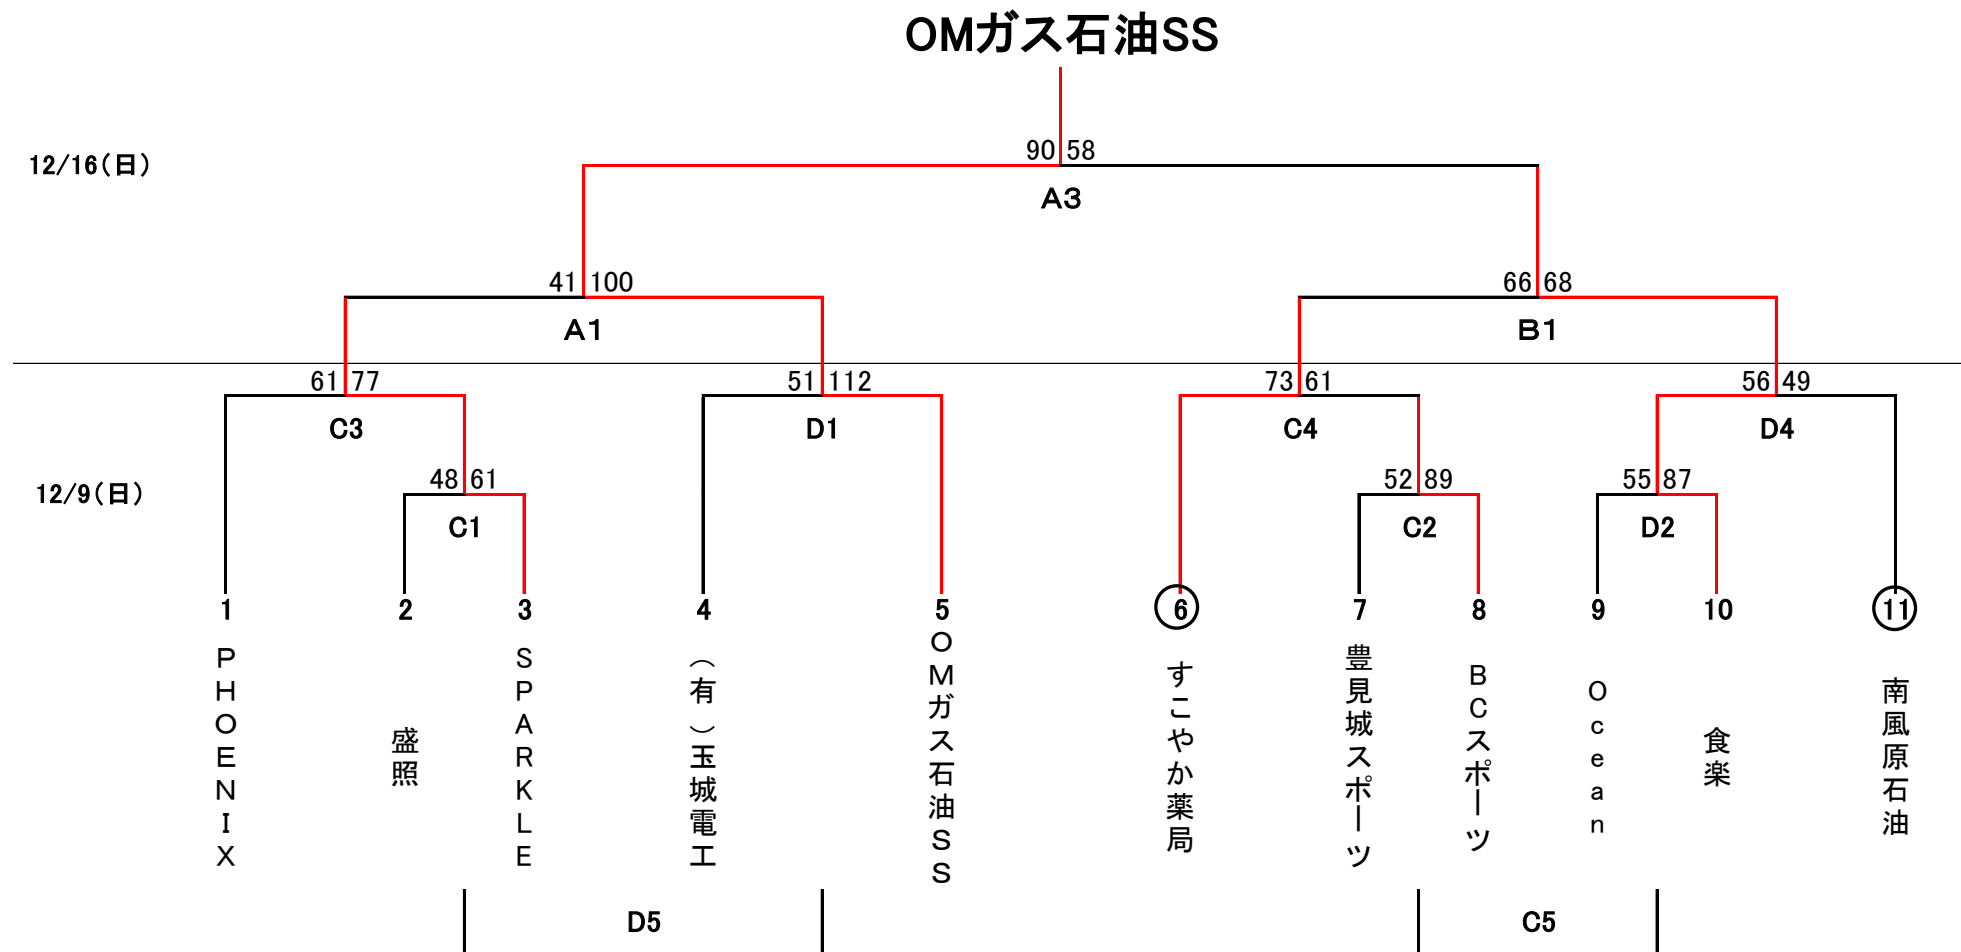 OMガス石油SS
90 58
12/16(日)
A3
41 100
66 68
A1
B1
61 77
51 112
73 61
56 49
C3
D1
C4
D4
48 61
52 89
55 87
12/9(日)
C1
C2
D2
1
2
3
4
5
6
7
8
9
10
11
PHOENIX
盛照
SPARKLE
(有)玉城電工
OMガス石油SS
すこやか薬局
豊見城スポーツ
BCスポーツ
Ocean
食楽
南風原石油
D5
C5